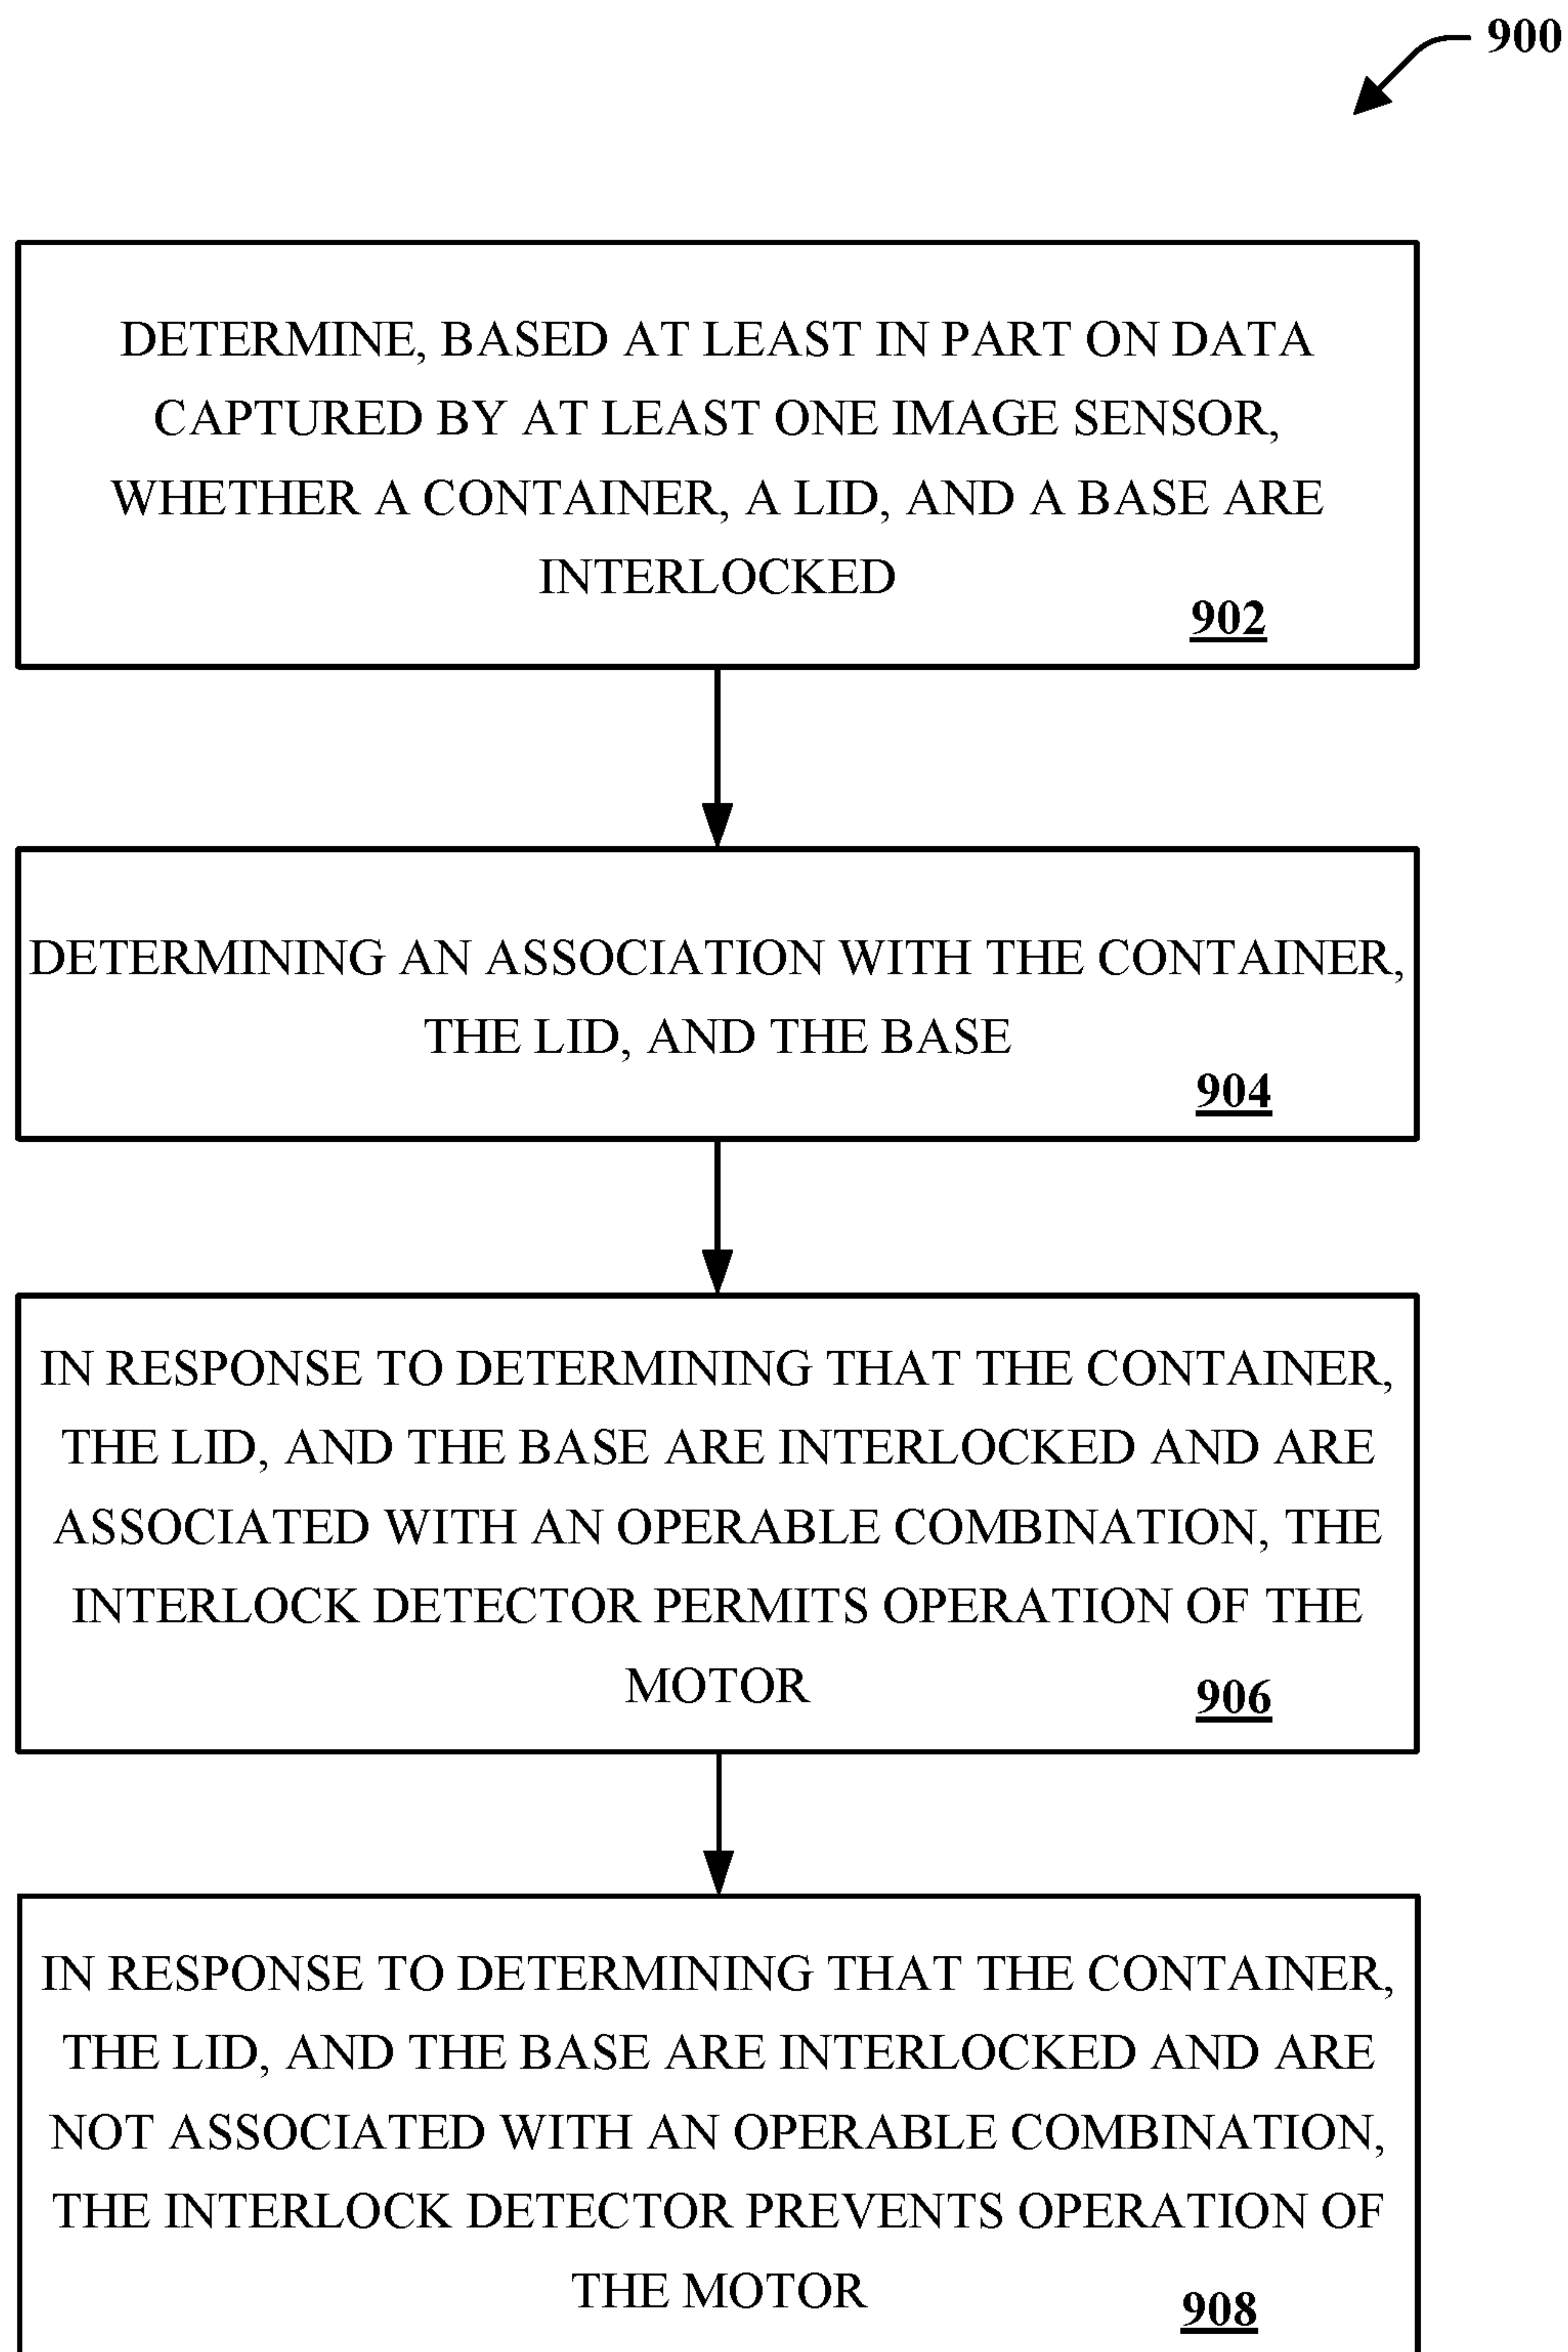 900
DETERMINE, BASED AT LEAST IN PART ON DATA
CAPTURED BY AT LEAST ONE IMAGE SENSOR,
WHETHER A CONTAINER, A LID, AND A BASE ARE
INTERLOCKED
902
DETERMINING AN ASSOCIATION WITH THE CONTAINER,
THE LID, AND THE BASE
904
IN RESPONSE TO DETERMINING THAT THE CONTAINER,
THE LID, AND THE BASE ARE INTERLOCKED AND ARE
ASSOCIATED WITH AN OPERABLE COMBINATION, THE
INTERLOCK DETECTOR PERMITS OPERATION OF THE
MOTOR
906
IN RESPONSE TO DETERMINING THAT THE CONTAINER,
THE LID, AND THE BASE ARE INTERLOCKED AND ARE
NOT ASSOCIATED WITH AN OPERABLE COMBINATION,
THE INTERLOCK DETECTOR PREVENTS OPERATION OF
THE MOTOR
908